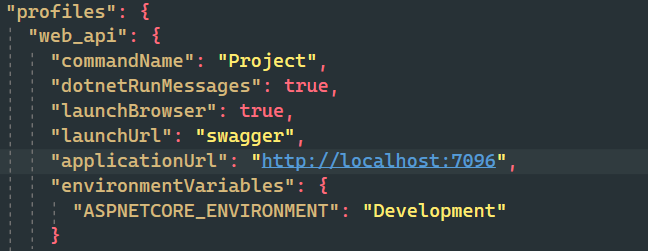 "profiles": {
"web_api": {
"commandName": "Project",
"dotnetRunMessages": true,
"launchBrowser": true,
"launchUrl": "swagger",
"applicationUrl": "http://localhost:7096",
"environmentVariables": {
"ASPNETCORE_ENVIRONMENT": "Development"
}